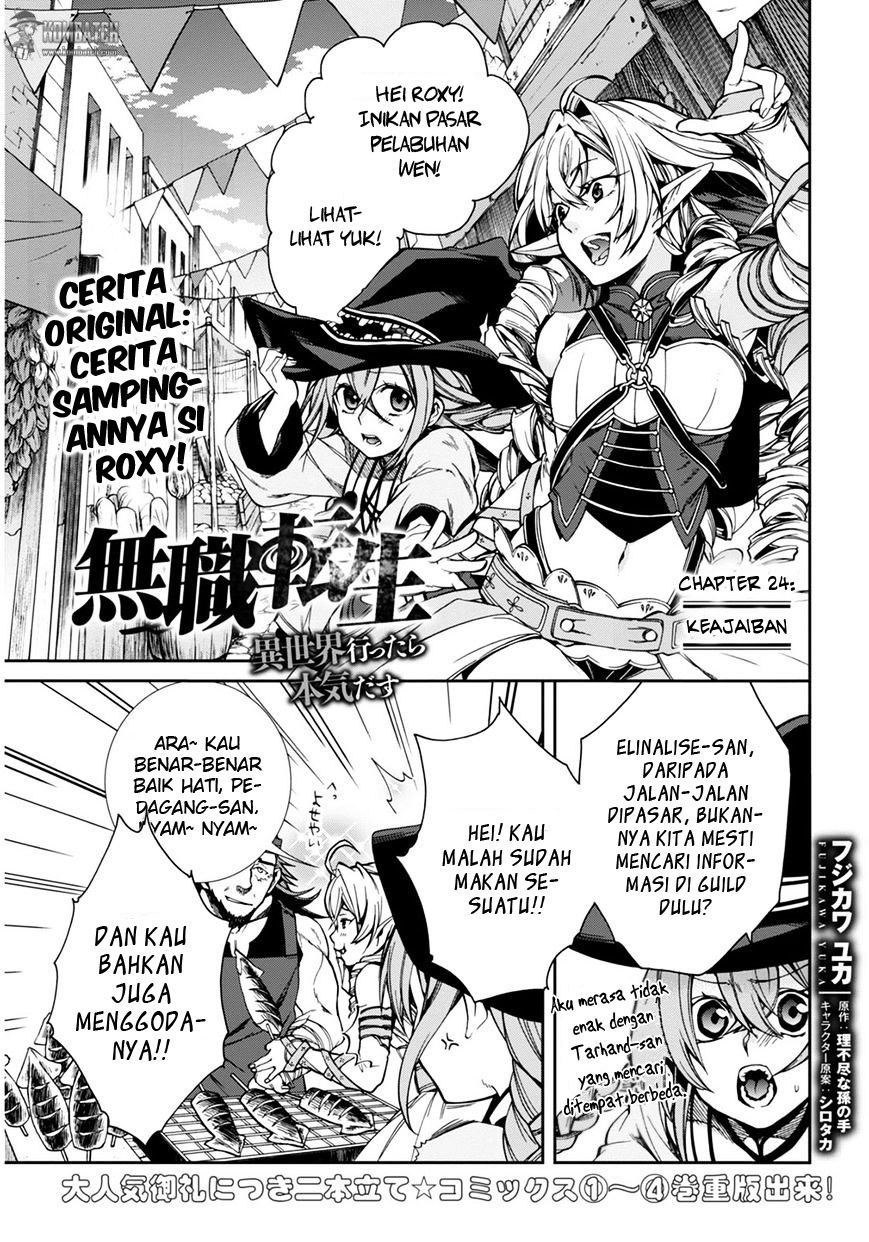 KOMBATCH
HEI ROXY!
INIKAN PASAR
PELABUHAN
WEN!
LIHAT-
LIHAT YUK!
CERITA
ORIGINAL:
CERITA
SAMPING-
ANNYA SI
ROXY!
無職転生
異世界行ったら
本気だす
CHAPTER 24:
KEAJAIBAN
ELINALISE-SAN,
DARIPADA
JALAN-JALAN
DIPASAR, BUKAN-
NYA KITA MESTI
MENCARI INFOR-
MASI DI GUILD
DULU?
Aku merasa tidak
enak dengan
Tarhand-san
yang mencari
ditempat berbeda.
HEI! KAU
MALAH SUDAH
MAKAN SE-
SUATU!!
ARA~ KAU
BENAR-BENAR
BAIK HATI, PE-
DAGANG-SAN.
NYAM~ NYAM~
よせやい
DAN KAU
BAHKAN
JUGA
MENGGODA-
NYA!!
フジカワ ユカ
FUJIKAWA YUKA
原作：理不尽な孫の手
キャラクター原案：シロタカ
大人気御礼につき二本立て☆コミックス①～④巻重版出来！